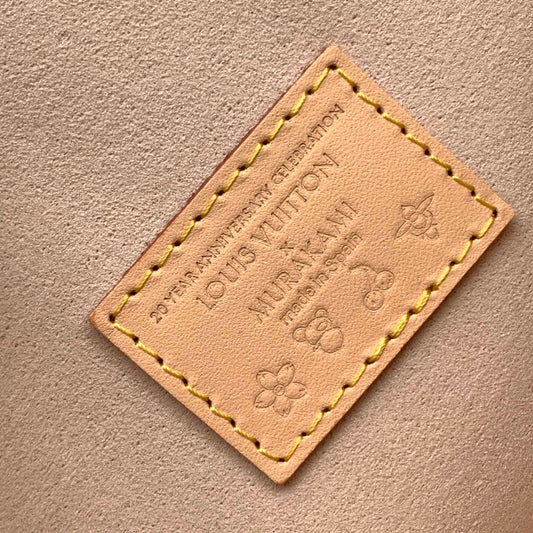 20 YEAR ANNIVERSARY CELEBRATION
LOUIS VUITTON
X
MURAKAMI
Made in Spain